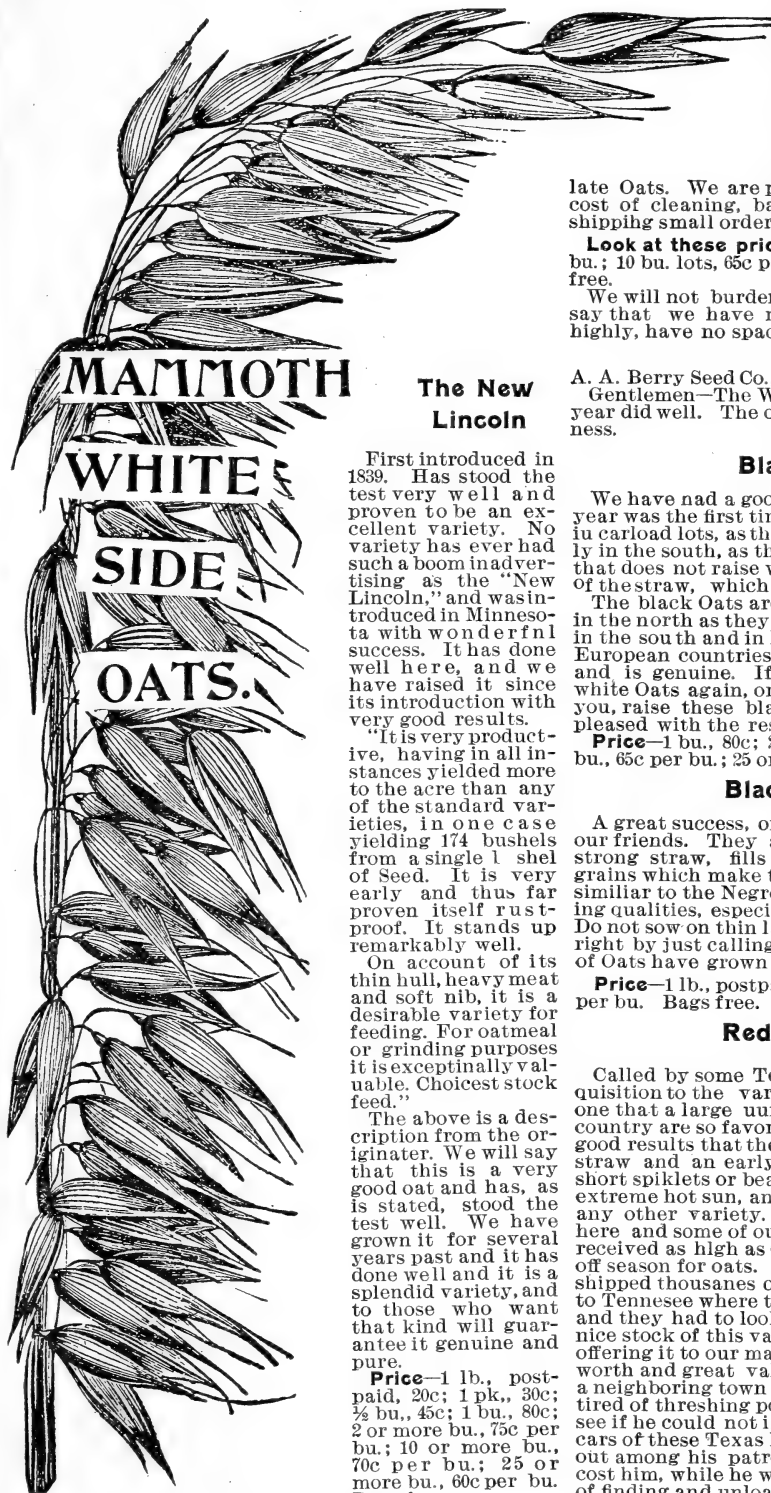 MAMMOTH
WHITE
SIDE
OATS.
The New
Lincoln
First introduced in
1839. Has stood the
test very well and
proven to be an ex-
cellent variety. No
variety has ever had
such a boom in adver-
tising as the "New
Lincoln," and was in-
troduced in Minneso-
ta with wonderfnl
success. It has done
well here, and we
have raised it since
its introduction with
very good results.
"It is very product-
ive, having in all in-
stances yielded more
to the acre than any
of the standard var-
ieties, in one case
yielding 174 bushels
from a single l shel
of Seed. It is very
early and thus far
proven itself rust-
proof. It stands up
remarkably well.
On account of its
thin hull, heavy meat
and soft nib, it is a
desirable variety for
feeding. For oatmeal
or grinding purposes
it is exceptinally val-
uable. Choicest stock
feed."
The above is a des-
cription from the or-
iginater. We will say
that this is a very
good oat and has, as
is stated, stood the
test well. We have
grown it for several
years past and it has
done well and it is a
splendid variety, and
to those who want
that kind will guar-
antee it genuine and
pure.
Price—1 lb., post-
paid, 20c; 1 pk,, 30c;
½ bu,, 45c; 1 bu., 80c;
2 or more bu., 75c per
bu.; 10 or more bu.,
70c per bu.; 25 or
more bu., 60c per bu.
late Oats. We are
cost of cleaning, ba
shippihg small order
Look at these pric
bu.; 10 bu. lots, 65c p
free.
We will not burde
say that we have
highly, have no spac
A. A. Berry Seed Co.
Gentlemen—The W
year did well. The c
ness.
Bla
We have nad a goo
year was the first tin
iu carload lots, as th
ly in the south, as th
that does not raise
of the straw, which
The black Oats ar
in the north as they
in the south and in
European countries
and is genuine. If
white Oats again, or
you, raise these bla
pleased with the res
Price—1 bu., 80c;
bu., 65c per bu.; 25 or
Blac
A great success, o
our friends. They
strong straw, fills
grains which make t
similiar to the Negr
ing qualities, especi
Do not sow on thin l
right by just calling
of Oats have grown
Price—1 lb., postp
per bu. Bags free.
Red
Called by some Te
quisition to the var
one that a large uu
country are so favor
good results that the
straw and an early
short spiklets or bea
extreme hot sun, an
any other variety.
here and some of ou
received as hlgh as
off season for oats.
shipped thousanes o
to Tennesee where t
and they had to loo
nice stock of this va
offering it to our ma
worth and great va
a neighboring town
tired of threshing po
see if he could not i
cars of these Texas
out among his patr
cost him, while he w
of finding and unloa